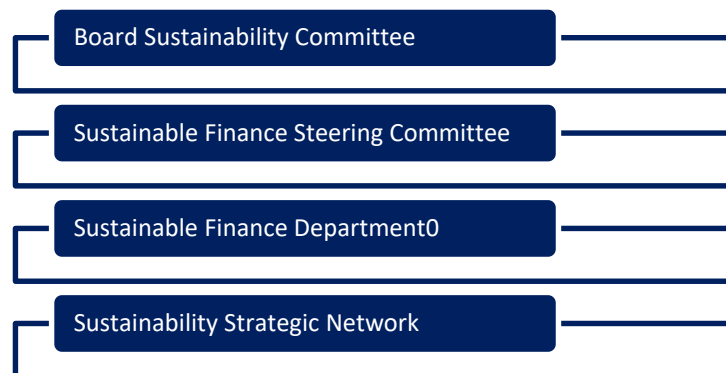 Board Sustainability Committee
Sustainable Finance Steering Committee
Sustainable Finance Department0
Sustainability Strategic Network